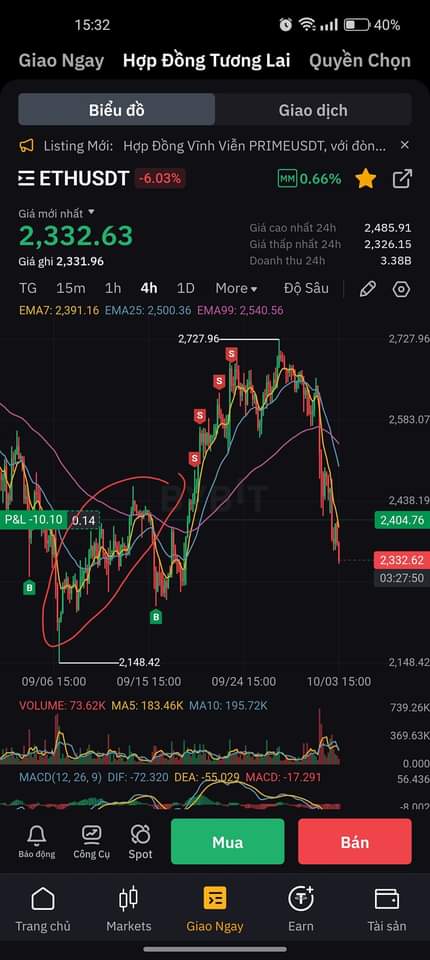 15:32
40%
Giao Ngay Hợp Đồng Tương Lai Quyền Chọn
Biểu đồ Giao dịch
Listing Mới: Hợp Đồng Vĩnh Viễn PRIMEUSDT, với đòn... ×
ETHUSDT -6.03% MM 0.66%
Giá mới nhất
2,332.63
Giá ghi 2,331.96
Giá cao nhất 24h 2,485.91
Giá thấp nhất 24h 2,326.15
Doanh thu 24h 3.38B
TG 15m 1h 4h 1D More Độ Sâu
EMA7: 2,391.16 EMA25: 2,500.36 EMA99: 2,540.56
2,727.96 2,727.96
S
S
S
S
2,583.07
2,438.19
BYBIT
P&L -10.10 0.14 2,404.76
2,332.62
03:27:50
B
B
2,148.42 2,148.42
09/06 15:00 09/15 15:00 09/24 15:00 10/03 15:00
VOLUME: 73.62K MA5: 183.46K MA10: 195.72K 739.26K
369.63K
0.000
MACD(12, 26, 9) DIF: -72.320 DEA: -55.029 MACD: -17.291 56.436
-8.002
Báo động Công Cụ Spot Mua Bán
Trang chủ Markets Giao Ngay Earn Tài sản